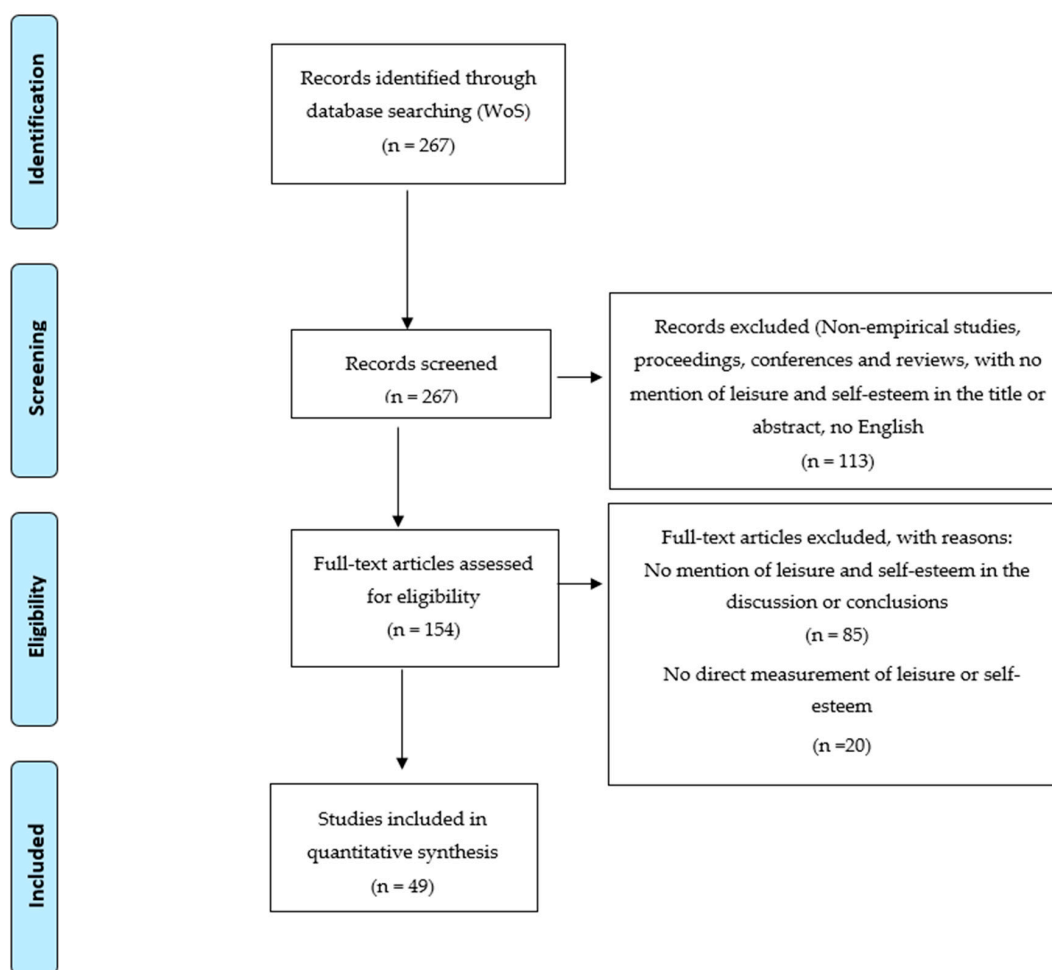 Identification
Records identified through
database searching (WoS)
(n = 267)
Screening
Records screened
(n = 267)
Records excluded (Non-empirical studies,
proceedings, conferences and reviews, with no
mention of leisure and self-esteem in the title or
abstract, no English
(n = 113)
Eligibility
Full-text articles assessed
for eligibility
(n = 154)
Full-text articles excluded, with reasons:
No mention of leisure and self-esteem in the
discussion or conclusions
(n = 85)
No direct measurement of leisure or self-
esteem
(n =20)
Included
Studies included in
quantitative synthesis
(n = 49)